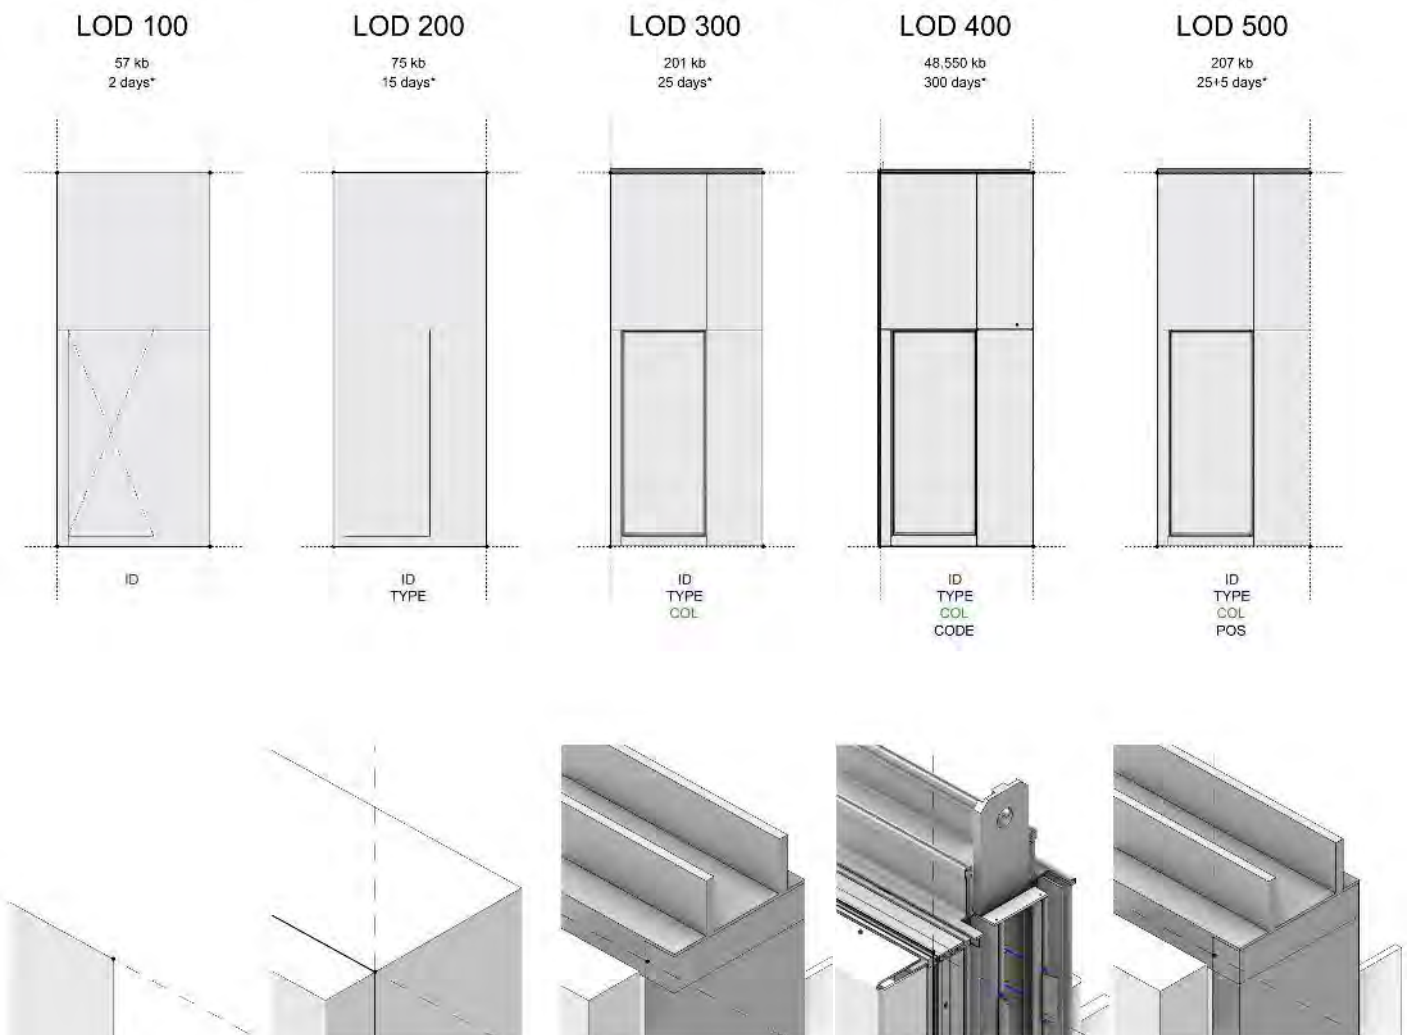 LOD 100
57 kb
2 days*
LOD 200
75 kb
15 days*
LOD 300
201 kb
25 days*
LOD 400
48,550 kb
300 days*
LOD 500
207 kb
25+5 days*
ID
ID
TYPE
ID
TYPE
COL
ID
TYPE
COL
CODE
ID
TYPE
COL
POS